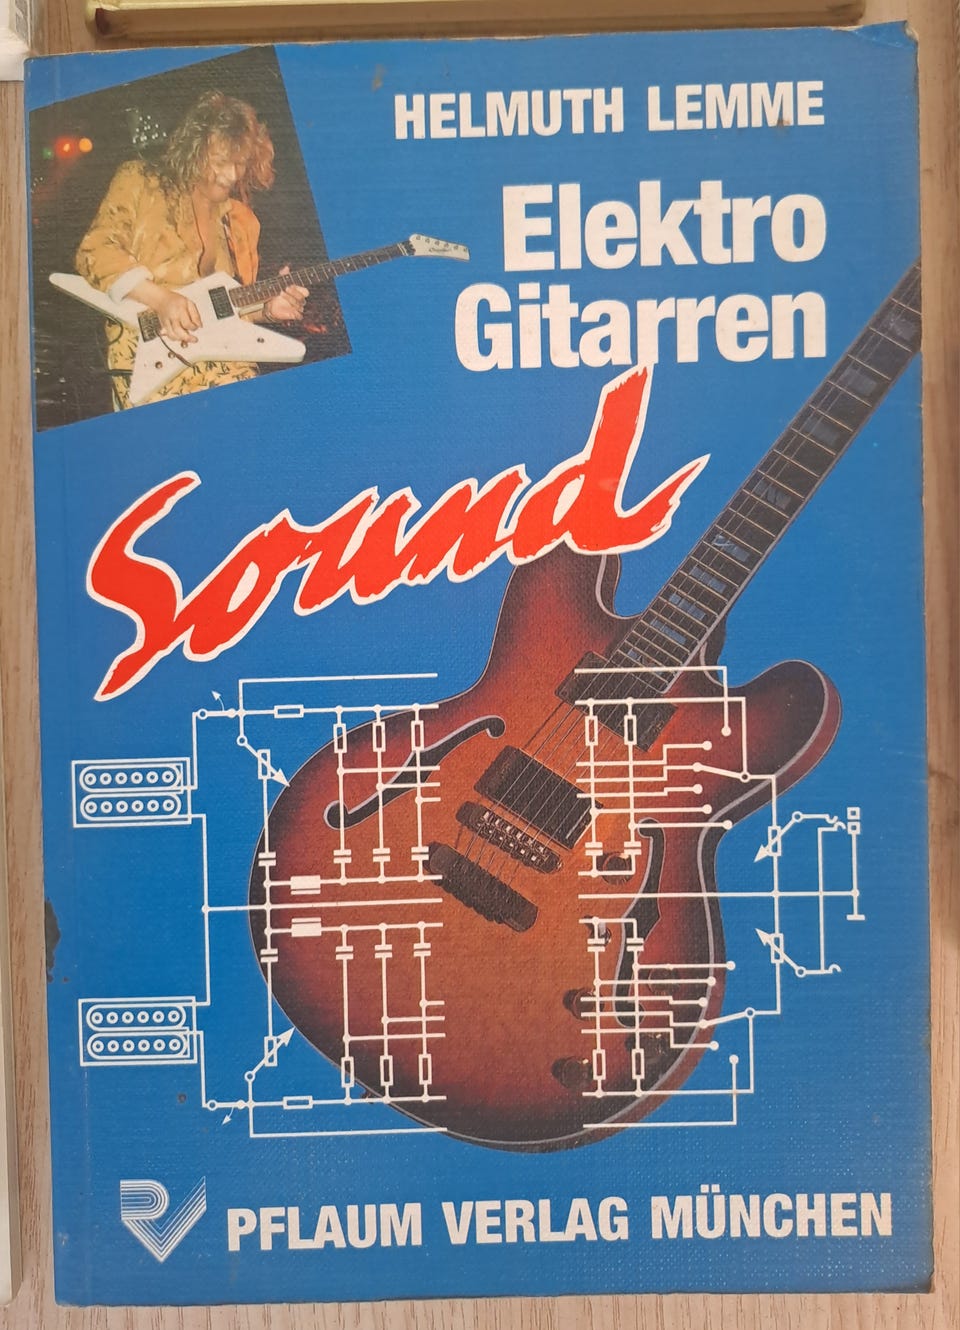 HELMUTH LEMME
Elektro
Gitarren
Sound
PFLAUM VERLAG MÜNCHEN